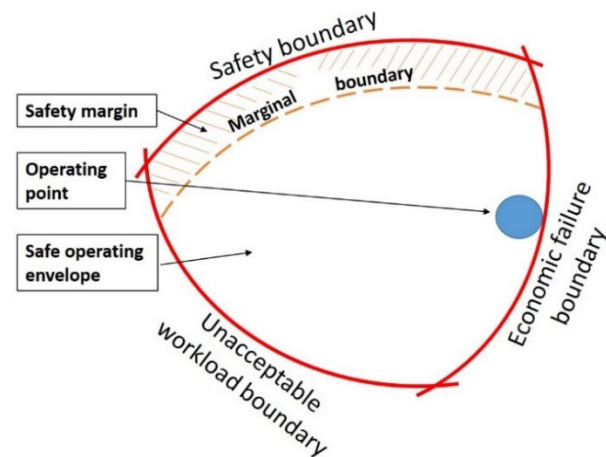 Safety boundary
Marginal boundary
Safety margin
Operating
point
Safe operating
envelope
Economic failure
boundary
Unacceptable
workload boundary